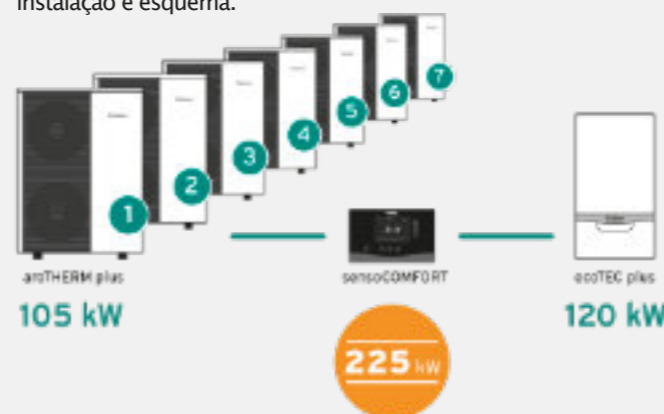 instalação e esquema.
7
6
5
4
3
2
1
aroTHERM plus
sensoCOMFORT
ecoTEC plus
105 kW
120 kW
225 kW